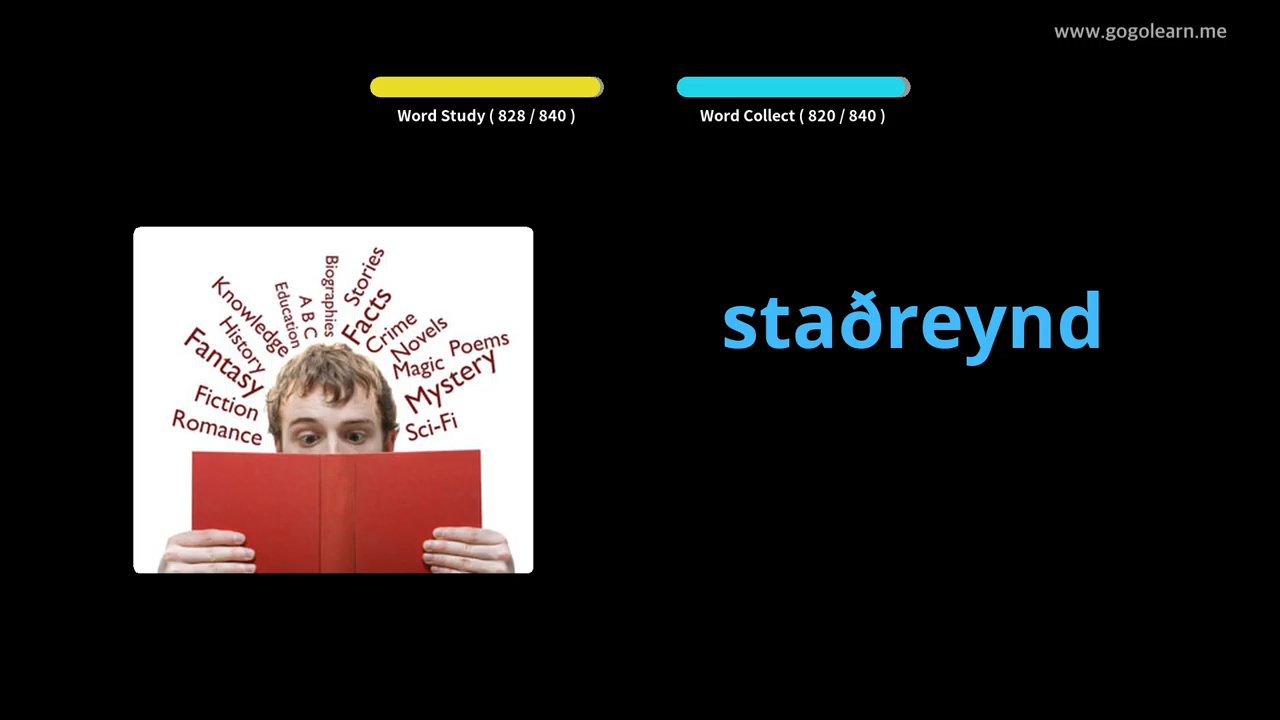 www.gogolearn.me
Word Study ( 828 / 840 )
Word Collect ( 820 / 840 )
staðreynd
Romance
Fiction
Fantasy
History
Knowledge
Education
A B C
Biographies
Stories
Facts
Crime
Novels
Magic
Poems
Mystery
Sci-Fi